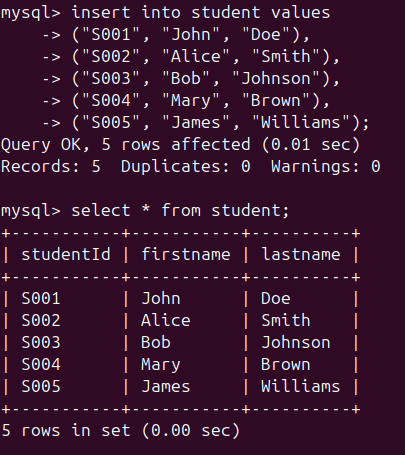 mysql> insert into student values
    -> ("S001", "John", "Doe"),
    -> ("S002", "Alice", "Smith"),
    -> ("S003", "Bob", "Johnson"),
    -> ("S004", "Mary", "Brown"),
    -> ("S005", "James", "Williams");
Query OK, 5 rows affected (0.01 sec)
Records: 5  Duplicates: 0  Warnings: 0

mysql> select * from student;
+-----------+-----------+----------+
| studentId | firstname | lastname |
+-----------+-----------+----------+
| S001      | John      | Doe      |
| S002      | Alice     | Smith    |
| S003      | Bob       | Johnson  |
| S004      | Mary      | Brown    |
| S005      | James     | Williams |
+-----------+-----------+----------+
5 rows in set (0.00 sec)